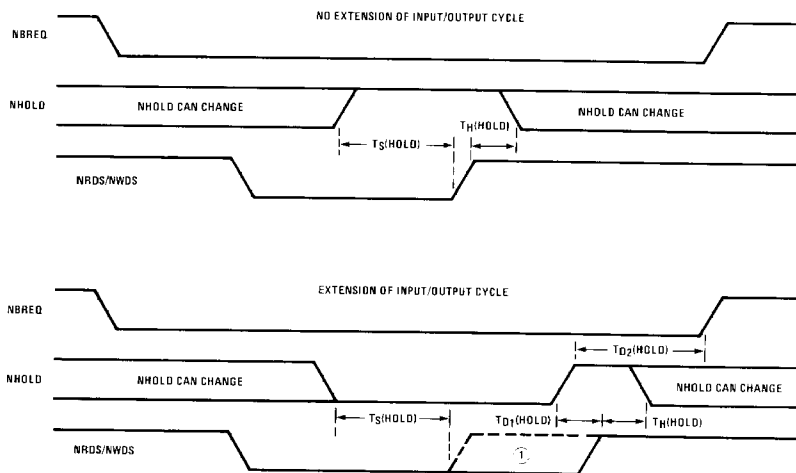 NO EXTENSION OF INPUT/OUTPUT CYCLE
NBREQ
NHOLD
NHOLD CAN CHANGE
NHOLD CAN CHANGE
TS(HOLD)
TH(HOLD)
NRDS/NWDS
EXTENSION OF INPUT/OUTPUT CYCLE
NBREQ
TD2(HOLD)
NHOLD
NHOLD CAN CHANGE
NHOLD CAN CHANGE
TS(HOLD)
TD1(HOLD)
TH(HOLD)
NRDS/NWDS
1